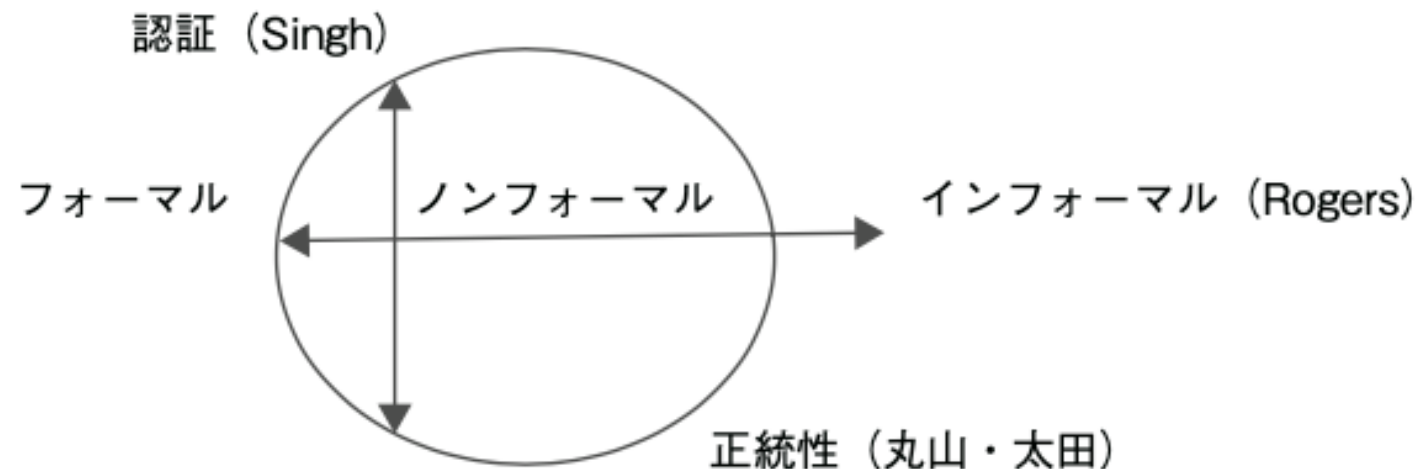 認証（Singh）
フォーマル
ノンフォーマル
インフォーマル（Rogers）
正統性（丸山・太田）